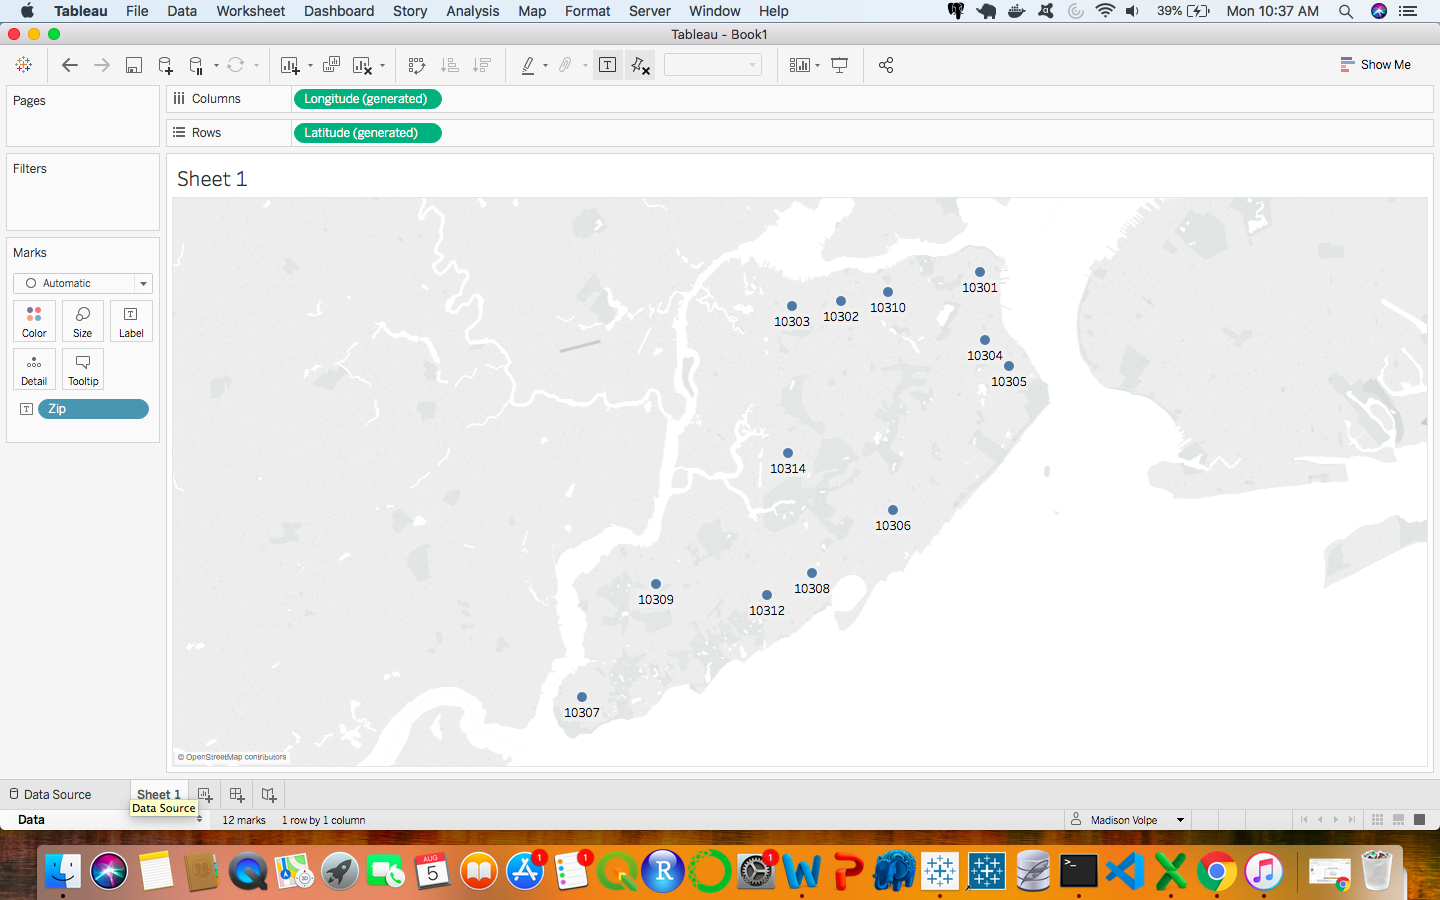 Tableau File Data Worksheet Dashboard Story Analysis Map Format Server Window Help 39% Mon 10:37 AM
Tableau - Book1
Show Me
Pages
Columns Longitude (generated)
Rows Latitude (generated)
Filters
Sheet 1
Marks
Automatic
Color Size Label
Detail Tooltip
Zip
10301
10310
10302
10303
10304
10305
10314
10306
10308
10309
10312
10307
© OpenStreetMap contributors
Data Source Sheet 1
Data Source
Data 12 marks 1 row by 1 column Madison Volpe
AUG
5
1
1
1